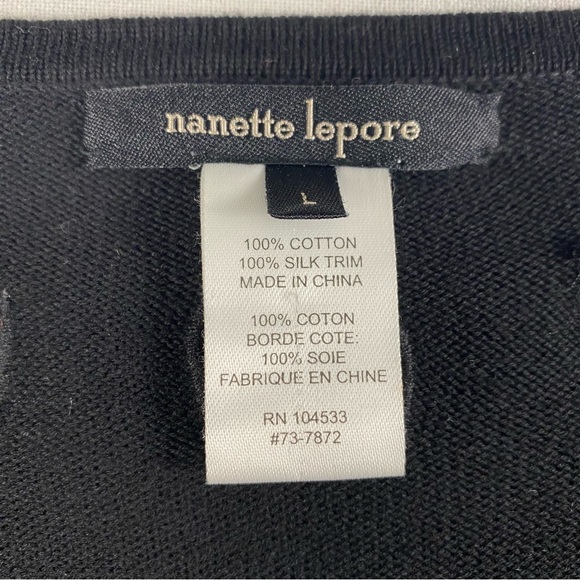 nanette lepore
L
100% COTTON
100% SILK TRIM
MADE IN CHINA
100% COTON
BORDE COTE:
100% SOIE
FABRIQUE EN CHINE
RN 104533
#73-7872